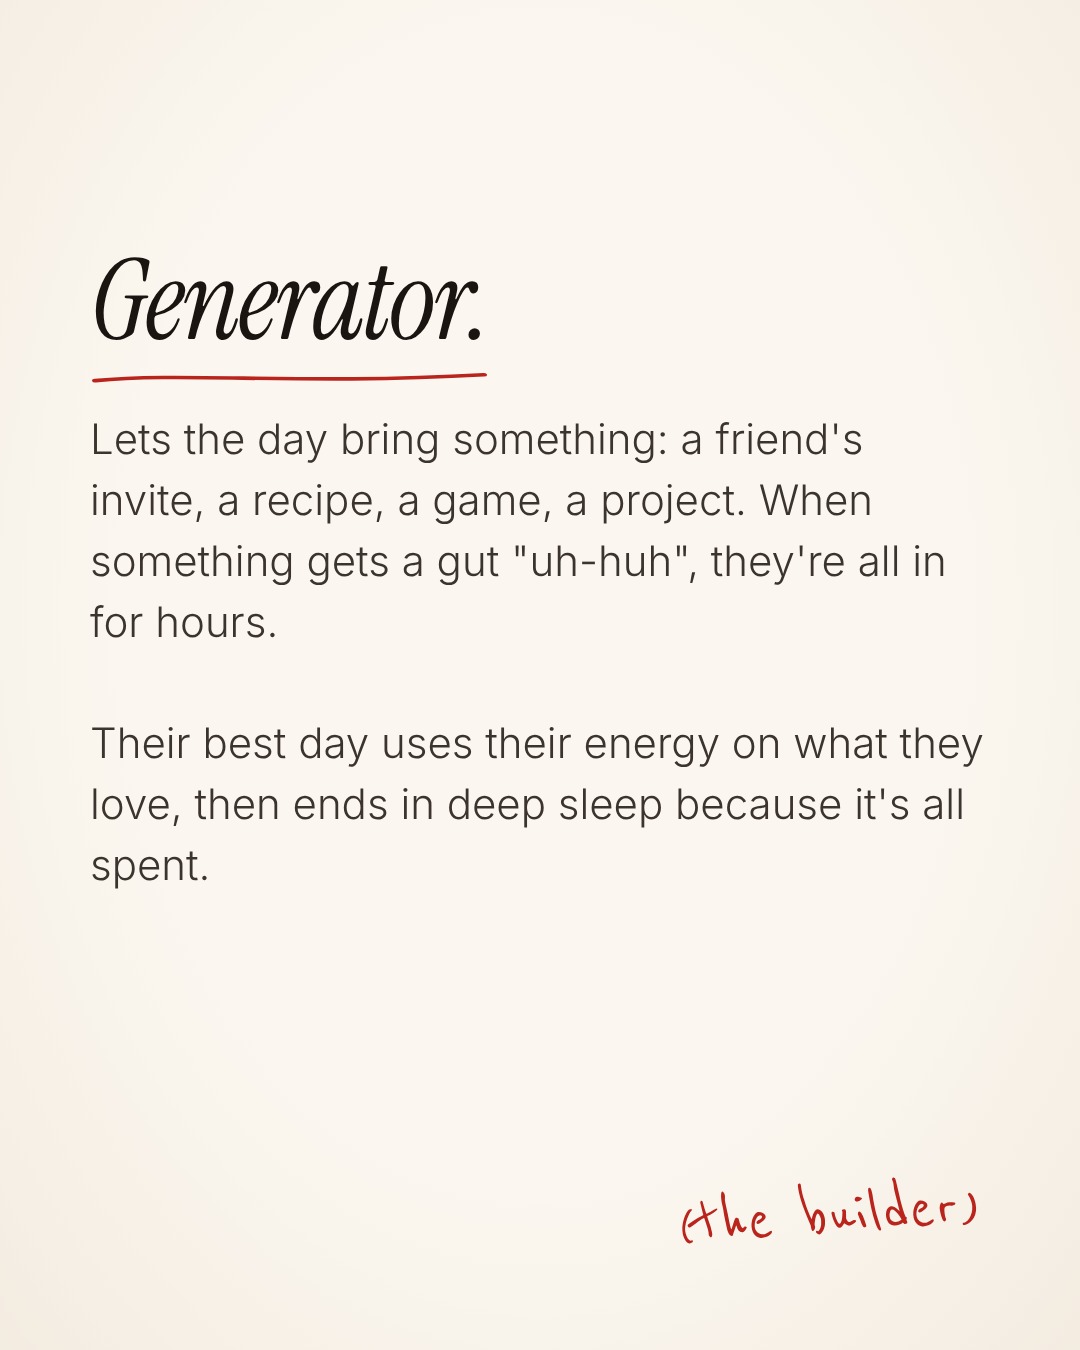 Generator.
Lets the day bring something: a friend's
invite, a recipe, a game, a project. When
something gets a gut "uh-huh", they're all in
for hours.
Their best day uses their energy on what they
love, then ends in deep sleep because it's all
spent.
(the builder)